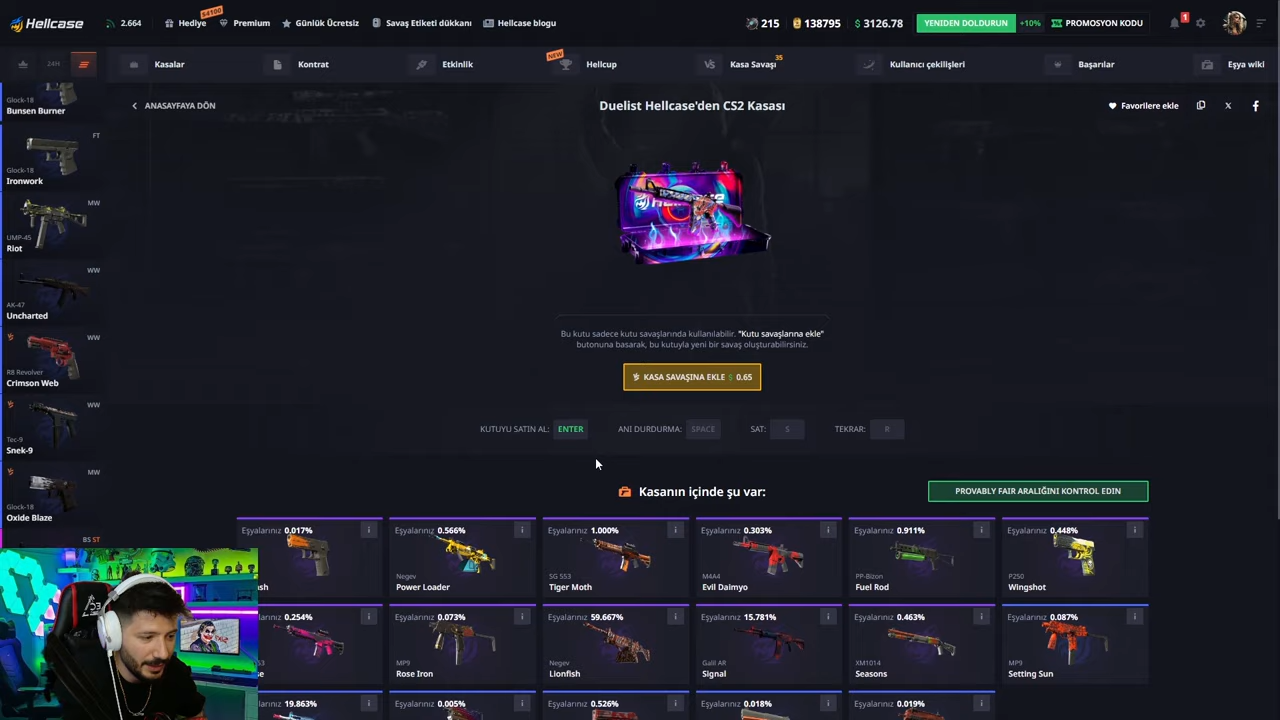 Hellcase
2.664
Hediye
$4100
Premium
Günlük Ücretsiz
Savaş Etiketi dükkanı
Hellcase blogu
215
138795
$ 3126.78
YENİDEN DOLDURUN
+10%
PROMOSYON KODU
1
24H
Kasalar
Kontrat
Etkinlik
NEW
Hellcup
VS
Kasa Savaşı
35
Kullanıcı çekilişleri
Başarılar
Eşya wiki
ANASAYFAYA DÖN
Duelist Hellcase'den CS2 Kasası
Favorilere ekle
Glock-18
Bunsen Burner
FT
Glock-18
Ironwork
MW
UMP-45
Riot
WW
AK-47
Uncharted
WW
R8 Revolver
Crimson Web
WW
Tec-9
Snek-9
MW
Glock-18
Oxide Blaze
BS ST
Bu kutu sadece kutu savaşlarında kullanılabilir. "Kutu savaşlarına ekle"
butonuna basarak, bu kutuyla yeni bir savaş oluşturabilirsiniz.
KASA SAVAŞINA EKLE $ 0.65
KUTUYU SATIN AL: ENTER
ANI DURDURMA: SPACE
SAT: S
TEKRAR: R
Kasanın içinde şu var:
PROVABLY FAIR ARALIĞINI KONTROL EDIN
Eşyalarınız 0.017%
Eşyalarınız 0.566%
Negev
Power Loader
Eşyalarınız 1.000%
SG 553
Tiger Moth
Eşyalarınız 0.303%
M4A4
Evil Daimyo
Eşyalarınız 0.911%
PP-Bizon
Fuel Rod
Eşyalarınız 0.448%
P250
Wingshot
0.254%
Eşyalarınız 0.073%
MP9
Rose Iron
Eşyalarınız 59.667%
Negev
Lionfish
Eşyalarınız 15.781%
Galil AR
Signal
Eşyalarınız 0.463%
XM1014
Seasons
Eşyalarınız 0.087%
MP9
Setting Sun
19.863%
Eşyalarınız 0.005%
Eşyalarınız 0.526%
Eşyalarınız 0.018%
Eşyalarınız 0.019%